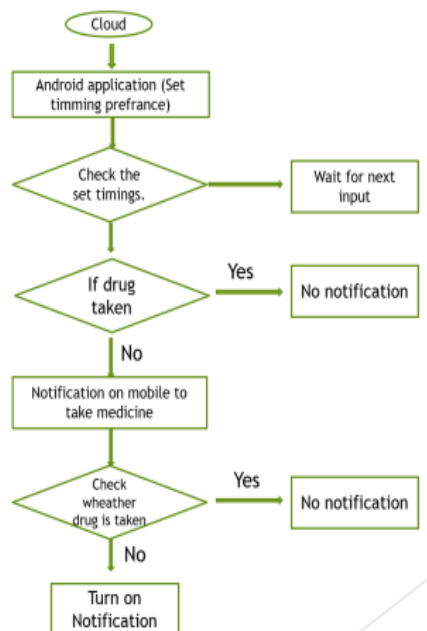 Cloud
Android application (Set
timming prefrance)
Check the
set timings.
Wait for next
input
If drug
taken
Yes
No notification
No
Notification on mobile to
take medicine
Check
wheather
drug is taken
Yes
No notification
No
Turn on
Notification